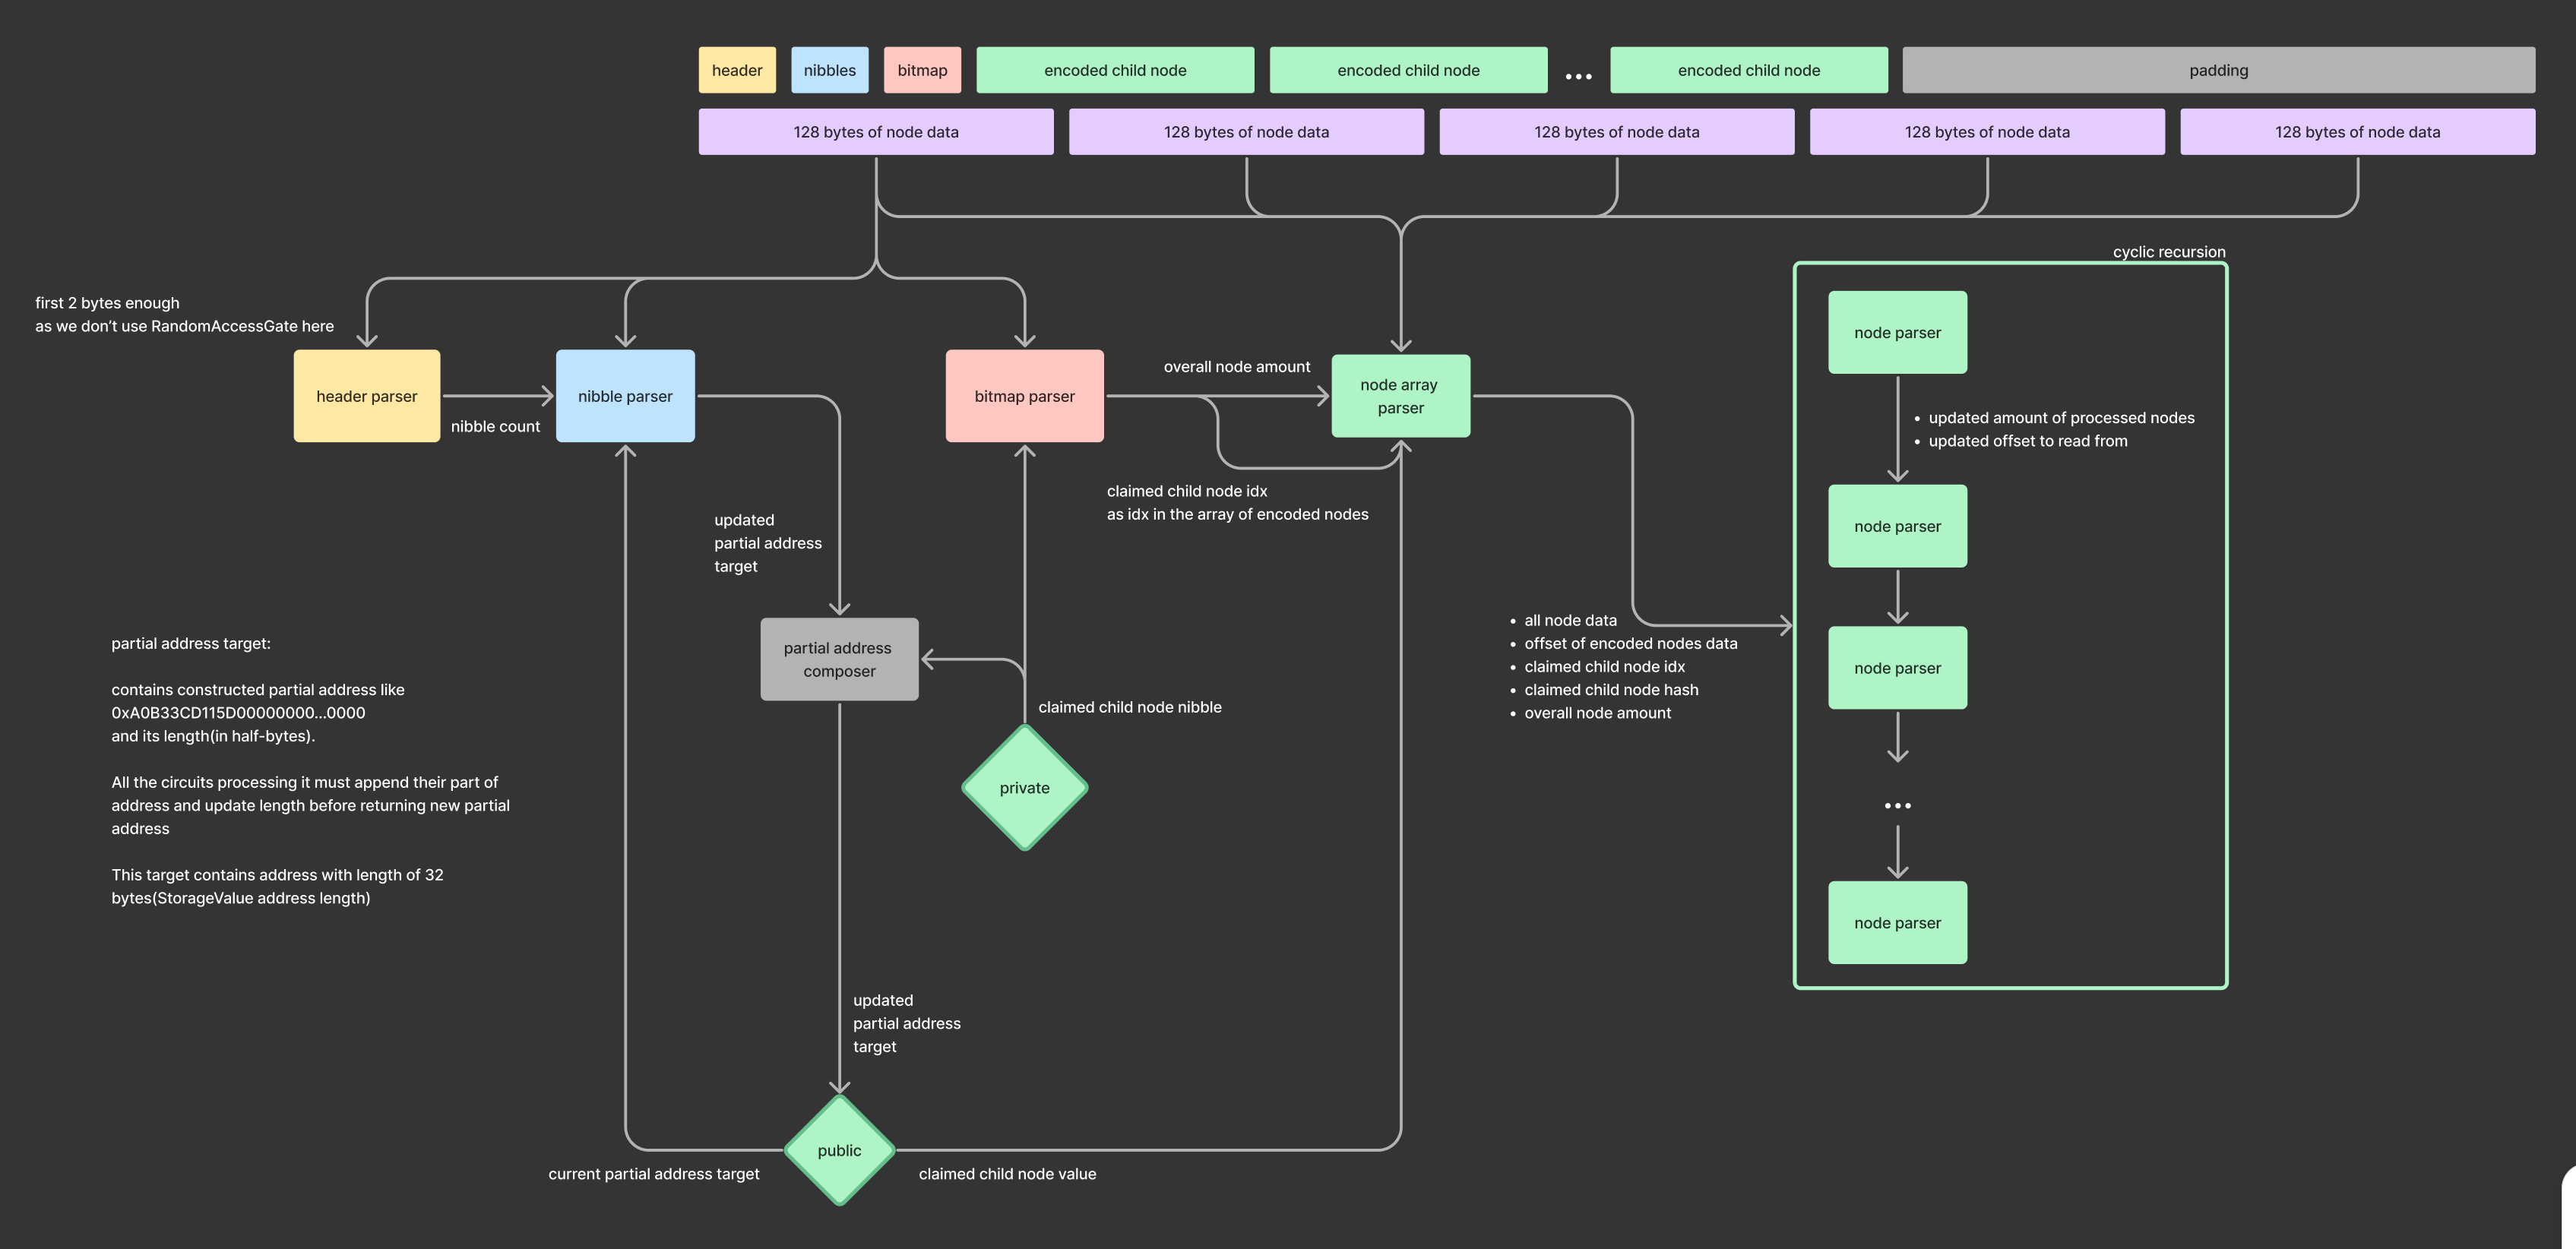 header
nibbles
bitmap
encoded child node
encoded child node
...
encoded child node
padding
128 bytes of node data
128 bytes of node data
128 bytes of node data
128 bytes of node data
128 bytes of node data
cyclic recursion
first 2 bytes enough
as we don’t use RandomAccessGate here
header parser
nibble count
nibble parser
bitmap parser
overall node amount
node array
parser
claimed child node idx
as idx in the array of encoded nodes
node parser
• updated amount of processed nodes
• updated offset to read from
node parser
node parser
...
node parser
updated
partial address
target
partial address
composer
claimed child node nibble
private
• all node data
• offset of encoded nodes data
• claimed child node idx
• claimed child node hash
• overall node amount
partial address target:
contains constructed partial address like
0xA0B33CD115D00000000...0000
and its length(in half-bytes).
All the circuits processing it must append their part of
address and update length before returning new partial
address
This target contains address with length of 32
bytes(StorageValue address length)
updated
partial address
target
public
current partial address target
claimed child node value